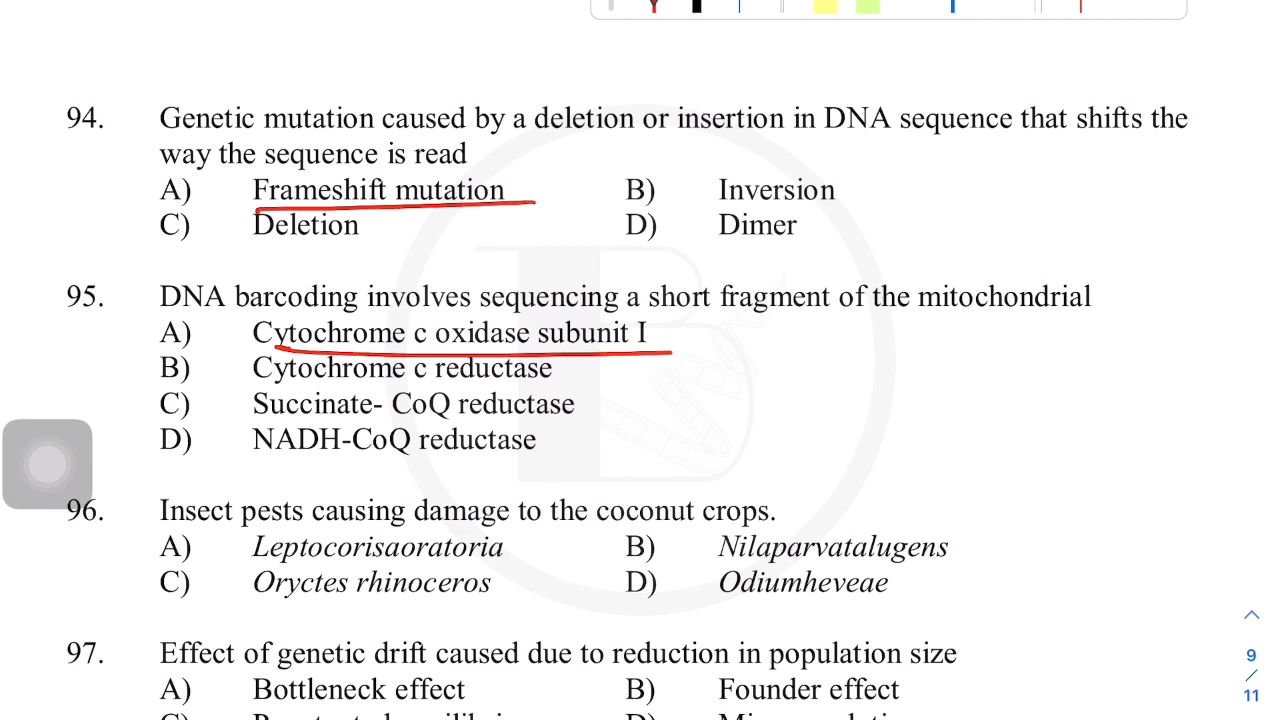 94. Genetic mutation caused by a deletion or insertion in DNA sequence that shifts the
way the sequence is read
A) Frameshift mutation B) Inversion
C) Deletion D) Dimer
95. DNA barcoding involves sequencing a short fragment of the mitochondrial
A) Cytochrome c oxidase subunit I
B) Cytochrome c reductase
C) Succinate- CoQ reductase
D) NADH-CoQ reductase
96. Insect pests causing damage to the coconut crops.
A) Leptocorisaoratoria B) Nilaparvatalugens
C) Oryctes rhinoceros D) Odiumheveae
97. Effect of genetic drift caused due to reduction in population size
9
/
11
A) Bottleneck effect B) Founder effect